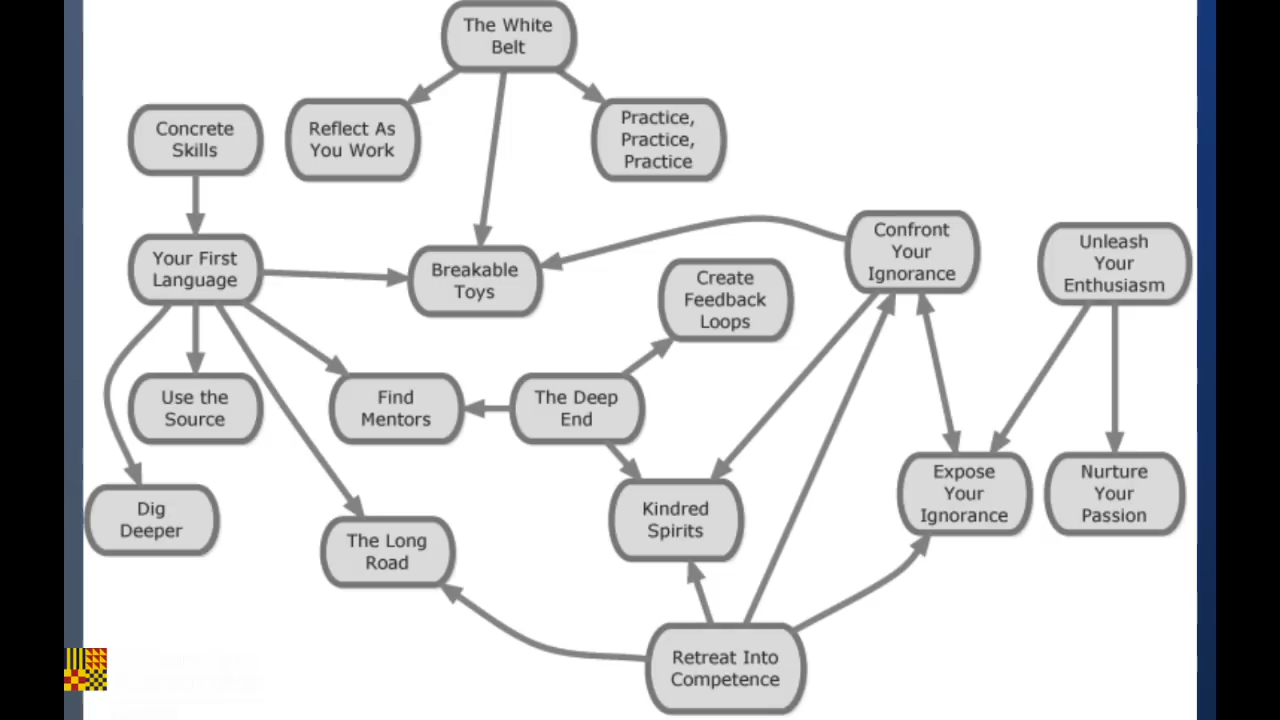 The White
Belt
Concrete
Skills
Reflect As
You Work
Practice,
Practice,
Practice
Your First
Language
Breakable
Toys
Create
Feedback
Loops
Confront
Your
Ignorance
Unleash
Your
Enthusiasm
Use the
Source
Find
Mentors
The Deep
End
Dig
Deeper
The Long
Road
Kindred
Spirits
Expose
Your
Ignorance
Nurture
Your
Passion
Retreat Into
Competence